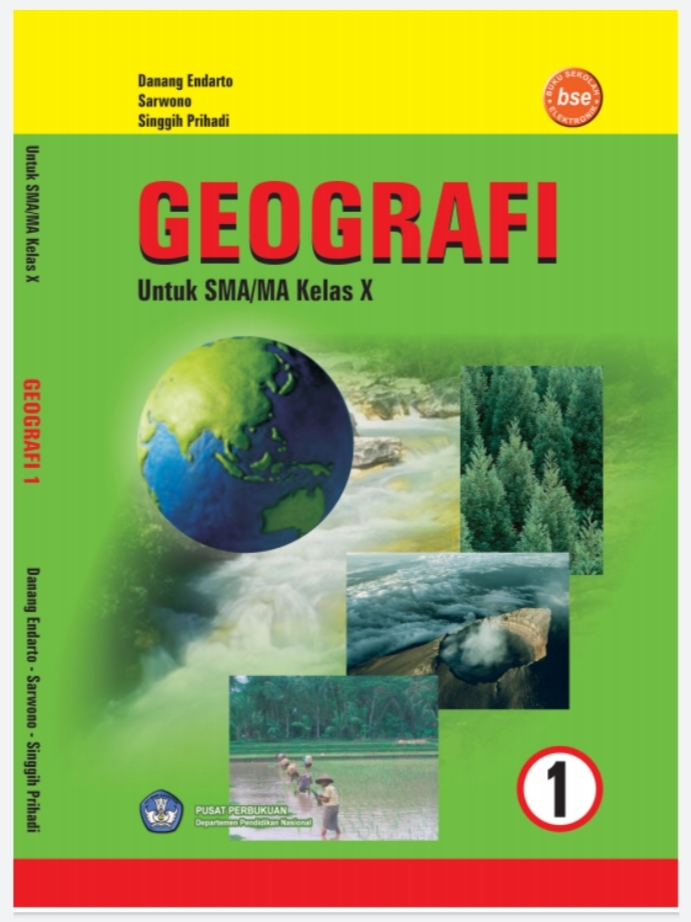 Danang Endarto
Sarwono
Singgih Prihadi
BUKU SEKOLAH
bse
ELEKTRONIK
GEOGRAFI
Untuk SMA/MA Kelas X
Untuk SMA/MA Kelas X
GEOGRAFI 1
Danang Endarto - Sarwono - Singgih Prihadi
PUSAT PERBUKUAN
Departemen Pendidikan Nasional
1